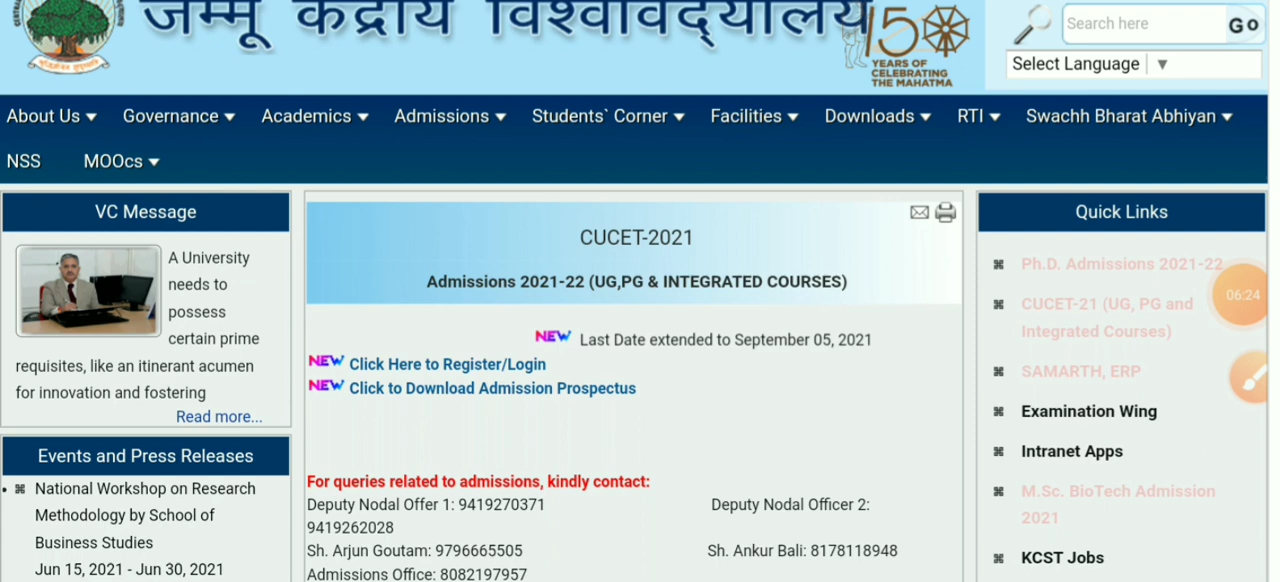 जम्मू केंद्रीय विश्वविद्यालय
150
YEARS OF
CELEBRATING
THE MAHATMA
Search here
Go
Select Language ▼
About Us
Governance
Academics
Admissions
Students` Corner
Facilities
Downloads
RTI
Swachh Bharat Abhiyan
NSS
MOOcs
VC Message
A University
needs to
possess
certain prime
requisites, like an itinerant acumen
for innovation and fostering
Read more...
Events and Press Releases
National Workshop on Research
Methodology by School of
Business Studies
Jun 15, 2021 - Jun 30, 2021
CUCET-2021
Admissions 2021-22 (UG,PG & INTEGRATED COURSES)
NEW Last Date extended to September 05, 2021
NEW Click Here to Register/Login
NEW Click to Download Admission Prospectus
For queries related to admissions, kindly contact:
Deputy Nodal Offer 1: 9419270371 Deputy Nodal Officer 2:
9419262028
Sh. Arjun Goutam: 9796665505 Sh. Ankur Bali: 8178118948
Admissions Office: 8082197957
Quick Links
Ph.D. Admissions 2021-22
CUCET-21 (UG, PG and
Integrated Courses)
SAMARTH, ERP
Examination Wing
Intranet Apps
M.Sc. BioTech Admission
2021
KCST Jobs
06:24